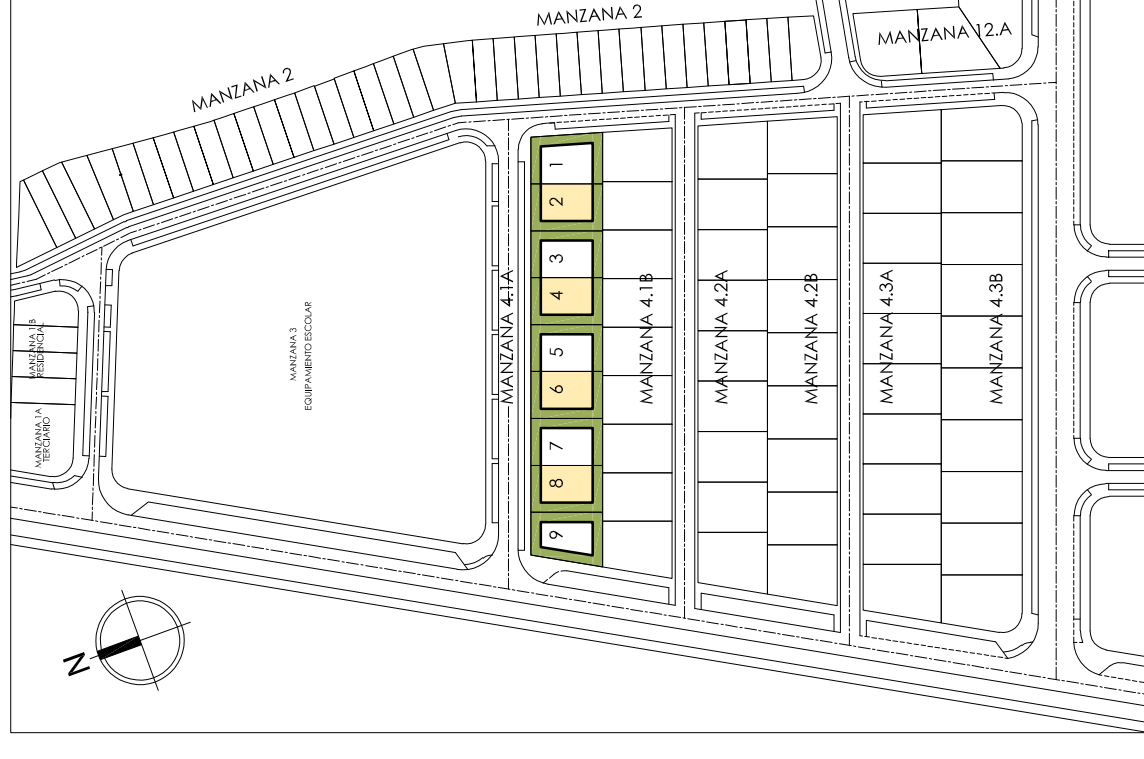 MANZANA 2
MANZANA 12.A
MANZANA 2
1
2
3
4
5
6
7
8
9
MANZANA 4.1A
MANZANA 4.1B
MANZANA 4.2A
MANZANA 4.2B
MANZANA 4.3A
MANZANA 4.3B
MANZANA 3
EQUIPAMIENTO ESCOLAR
MANZANA 1B
RESIDENCIAL
MANZANA 1A
TERCIARIO
N